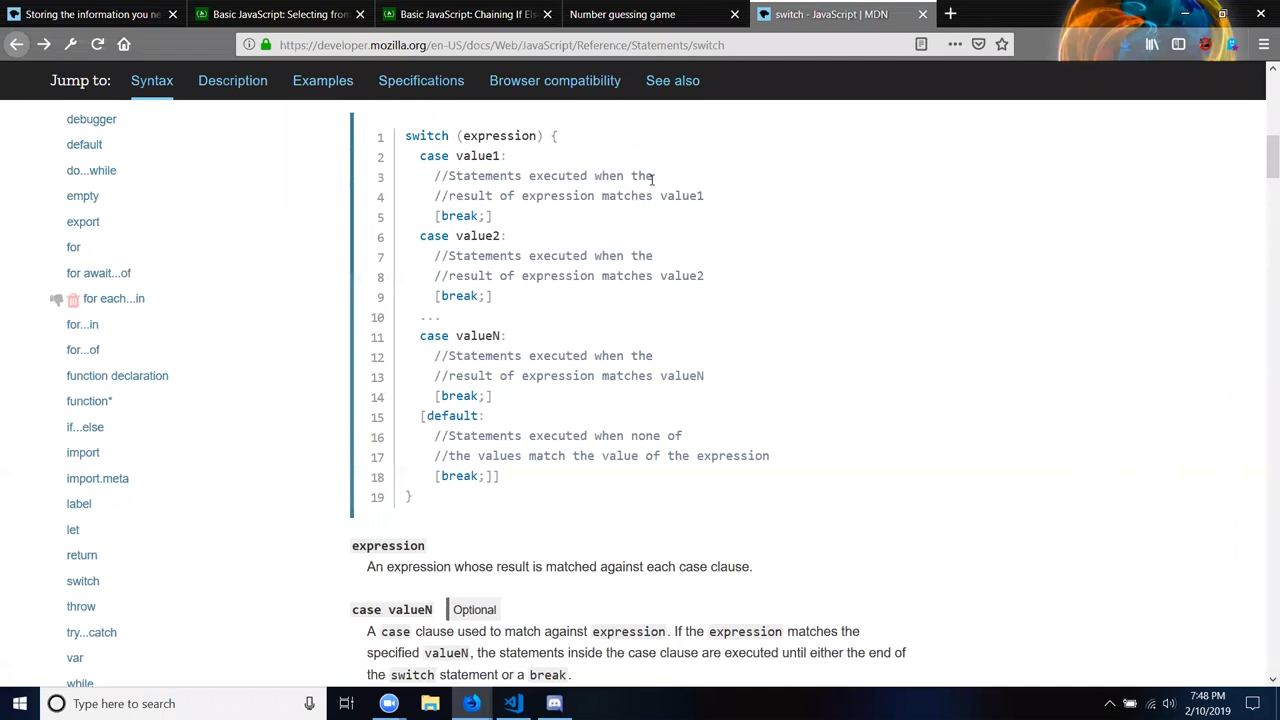 Storing the information you ne
Basic JavaScript: Selecting from
Basic JavaScript: Chaining If Els
Number guessing game
switch - JavaScript | MDN
https://developer.mozilla.org/en-US/docs/Web/JavaScript/Reference/Statements/switch
Jump to:
Syntax
Description
Examples
Specifications
Browser compatibility
See also
debugger
default
do...while
empty
export
for
for await...of
for each...in
for...in
for...of
function declaration
function*
if...else
import
import.meta
label
let
return
switch
throw
try...catch
var
while
1 switch (expression) {
2 case value1:
3 //Statements executed when the
4 //result of expression matches value1
5 [break;]
6 case value2:
7 //Statements executed when the
8 //result of expression matches value2
9 [break;]
10 ...
11 case valueN:
12 //Statements executed when the
13 //result of expression matches valueN
14 [break;]
15 [default:
16 //Statements executed when none of
17 //the values match the value of the expression
18 [break;]]
19 }
expression
An expression whose result is matched against each case clause.
case valueN Optional
A case clause used to match against expression. If the expression matches the
specified valueN, the statements inside the case clause are executed until either the end of
the switch statement or a break.
Type here to search
7:48 PM
2/10/2019